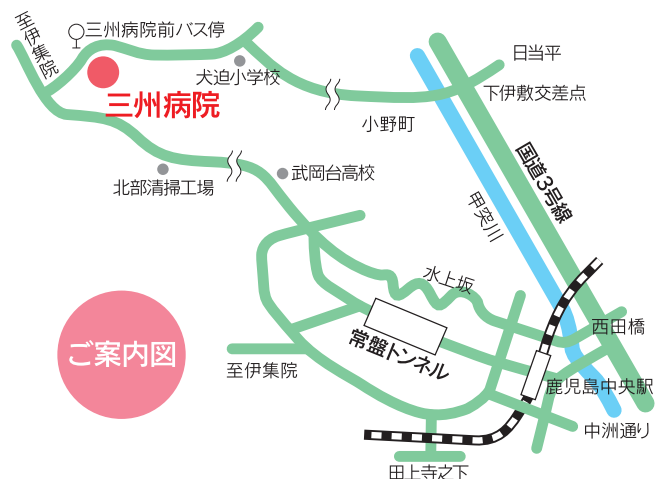 至伊集院
三州病院前バス停
三州病院
犬迫小学校
日当平
下伊敷交差点
小野町
国道3号線
武岡台高校
北部清掃工場
甲突川
水上坂
常盤トンネル
西田橋
ご案内図
至伊集院
鹿児島中央駅
中洲通り
田上寺之下